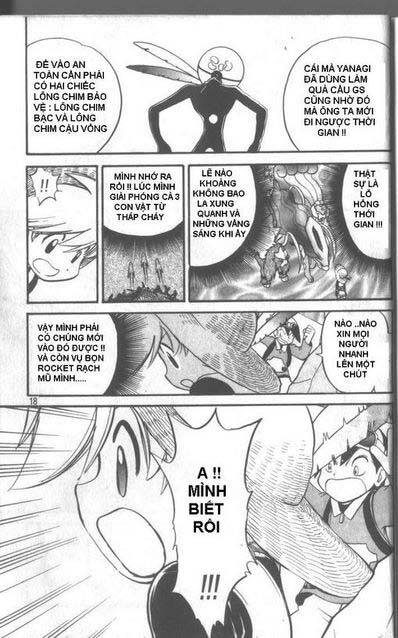 CÁI MÀ YANAGI
ĐÃ DÙNG LÀM
QUẢ CẦU GS
CŨNG NHỜ ĐÓ
MÀ ÔNG TA MỚI
ĐI NGƯỢC THỜI
GIAN !!
ĐỂ VÀO AN
TOÀN CẦN PHẢI
CÓ HAI CHIẾC
LÔNG CHIM BẢO
VỆ : LÔNG CHIM
BẠC VÀ LÔNG
CHIM CẬU VỒNG
THẬT
SỰ LÀ
LỖ HỔNG
THỜI
GIAN !!!
LẼ NÀO
KHOẢNG
KHÔNG BAO
LA XUNG
QUANH VÀ
NHỮNG VẦNG
SÁNG KHI ẤY
MÌNH NHỚ RA
RỒI !! LÚC MÌNH
GIẢI PHÓNG CẢ 3
CON VẬT TỪ
THÁP CHÁY
!!
NÀO ..NÀO
XIN MỌI
NGƯỜI
NHANH
LÊN MỘT
CHÚT
VẬY MÌNH PHẢI
CÓ CHÚNG MỚI
VÀO ĐÓ ĐƯỢC !! VÀ
CÒN VỤ BỌN
ROCKET RẠCH
MŨ MÌNH.....
18
A !!
MÌNH
BIẾT
RỒI
!!!